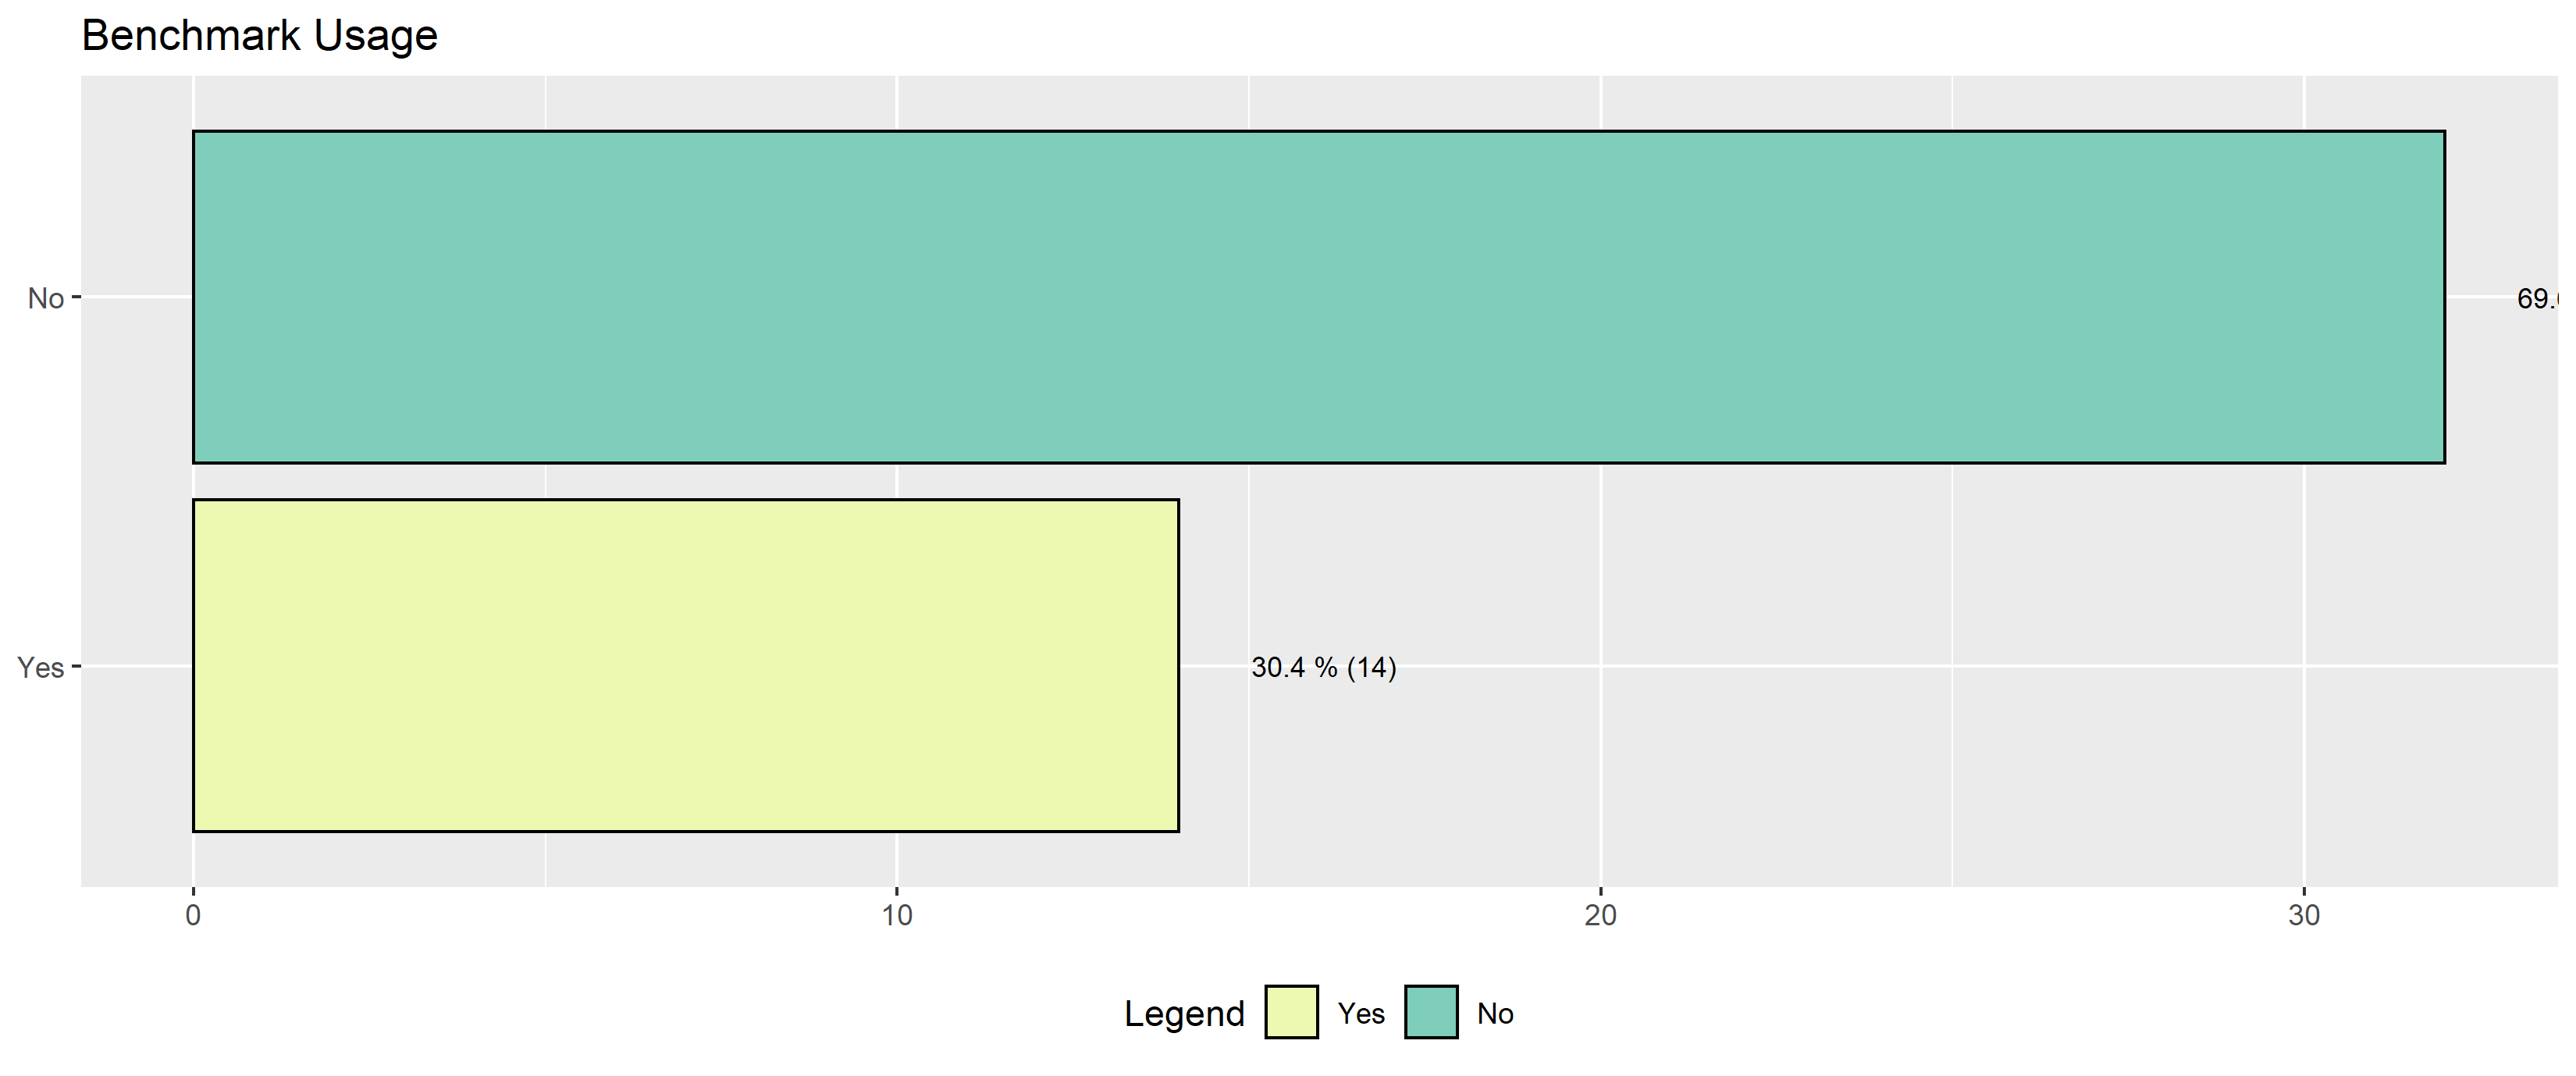 Benchmark Usage
No
69.
Yes
30.4 % (14)
0 10 20 30
Legend Yes No